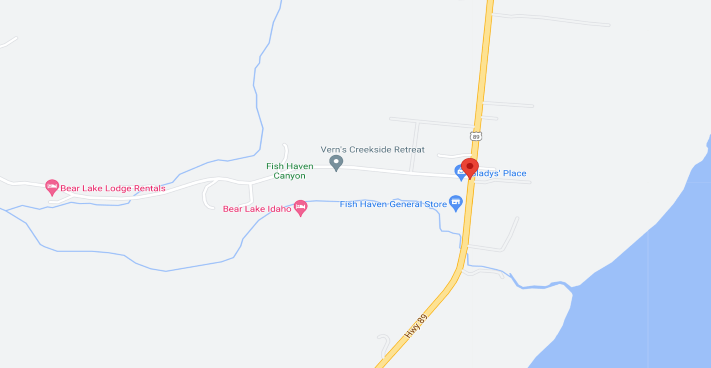 89
Vern's Creekside Retreat
Fish Haven
Canyon
Gladys' Place
Bear Lake Lodge Rentals
Fish Haven General Store
Bear Lake Idaho
Hwy 89